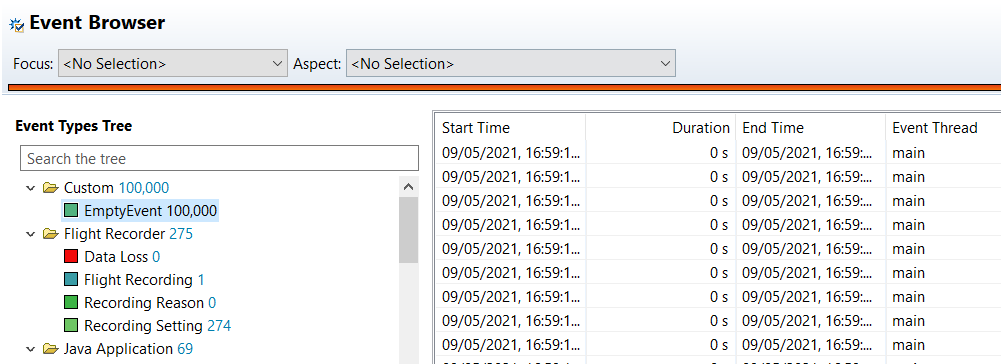 Event Browser
Focus: <No Selection> Aspect: <No Selection>
Event Types Tree
Search the tree
Custom 100,000
EmptyEvent 100,000
Flight Recorder 275
Data Loss 0
Flight Recording 1
Recording Reason 0
Recording Setting 274
Java Application 69
Start Time Duration End Time Event Thread
09/05/2021, 16:59:1... 0 s 09/05/2021, 16:59:... main
09/05/2021, 16:59:1... 0 s 09/05/2021, 16:59:... main
09/05/2021, 16:59:1... 0 s 09/05/2021, 16:59:... main
09/05/2021, 16:59:1... 0 s 09/05/2021, 16:59:... main
09/05/2021, 16:59:1... 0 s 09/05/2021, 16:59:... main
09/05/2021, 16:59:1... 0 s 09/05/2021, 16:59:... main
09/05/2021, 16:59:1... 0 s 09/05/2021, 16:59:... main
09/05/2021, 16:59:1... 0 s 09/05/2021, 16:59:... main
09/05/2021, 16:59:1... 0 s 09/05/2021, 16:59:... main